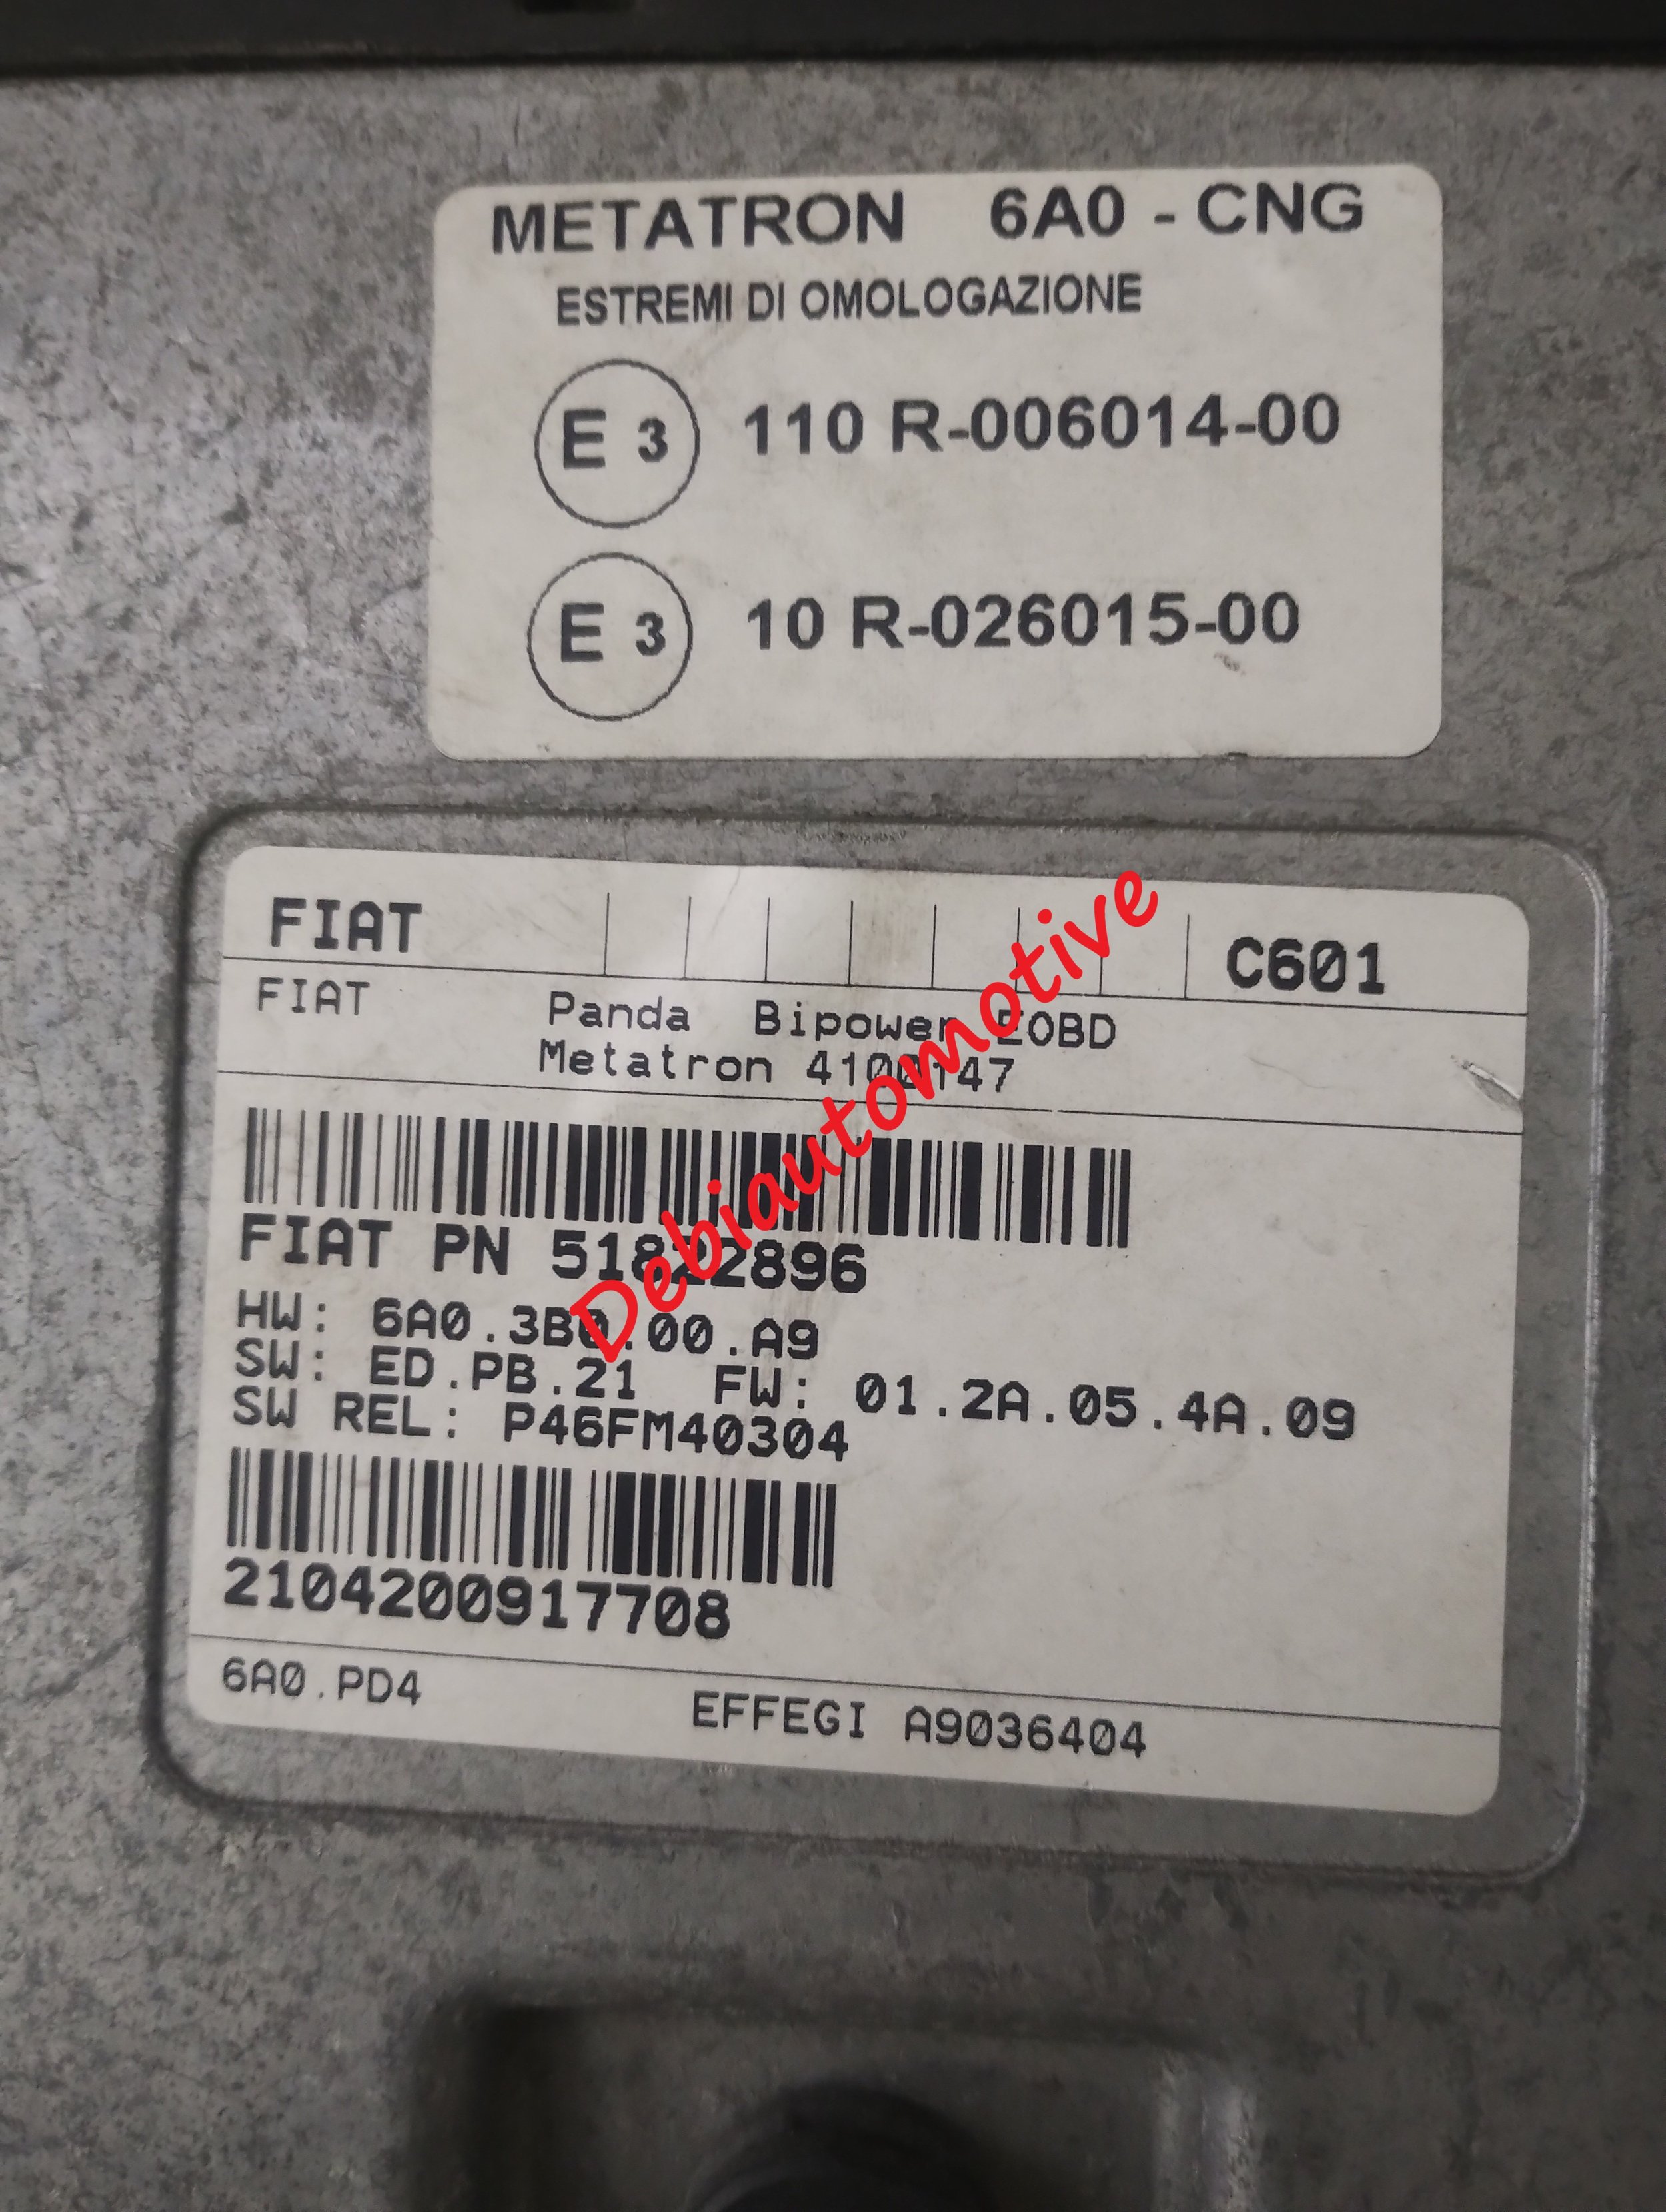 METATRON 6A0 - CNG
ESTREMI DI OMOLOGAZIONE
E 3 110 R-006014-00
E 3 10 R-026015-00
FIAT C601
FIAT Panda Bipower EOBD
Metatron 4100147
FIAT PN 51822896
HW: 6A0.3B0.00.A9
SW: ED.PB.21 FW: 01.2A.05.4A.09
SW REL: P46FM40304
2104200917708
6A0.PD4 EFFEGI A9036404
Debiautomotive